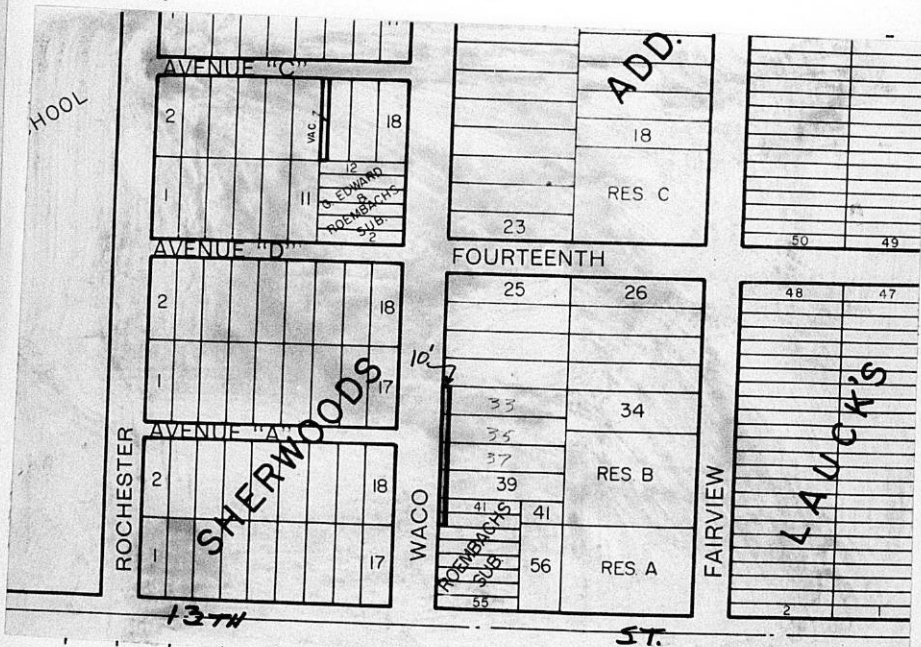 AVENUE "C"
HOOL
2
VAC
18
ADD.
18
12
G. EDWARD
&
ROEMBACH'S
SUB.
2
1
11
RES C
23
50
49
AVENUE "D"
FOURTEENTH
2
18
25
26
48
47
10'
1
17
33
34
35
LAUCK'S
AVENUE "A"
SHERWOODS
37
39
RES. B
ROCHESTER
2
18
WACO
41
41
FAIRVIEW
ROEMBACHS
SUB
1
17
56
RES. A
55
2
1
13TH
ST.